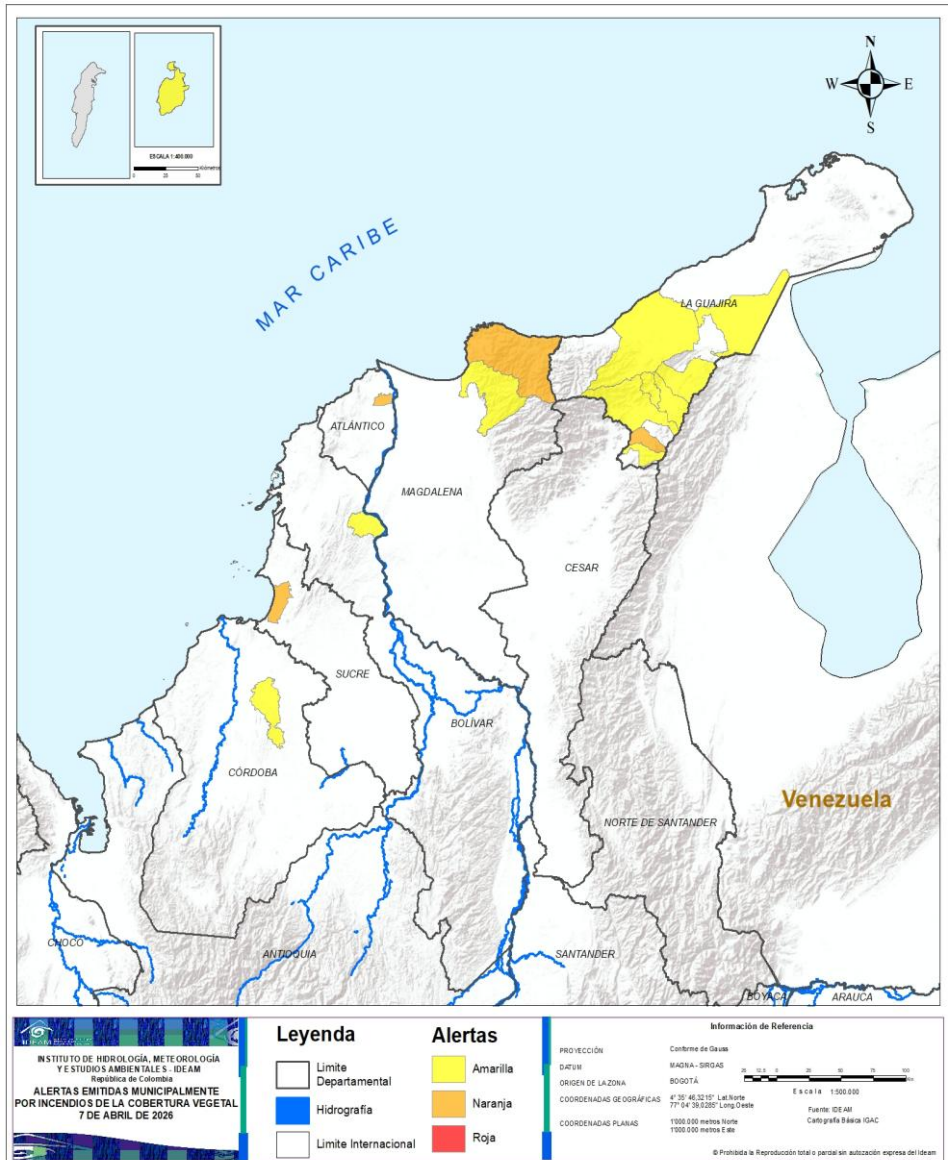 ESCALA 1:400.000
Kilómetros
N
W
E
S
MAR CARIBE
LA GUAJIRA
ATLÁNTICO
MAGDALENA
CESAR
SUCRE
BOLÍVAR
CÓRDOBA
Venezuela
NORTE DE SANTANDER
CHOCO
ANTIOQUIA
SANTANDER
BOYACÁ
ARAUCA
IDEAM
INSTITUTO DE HIDROLOGÍA, METEOROLOGÍA
Y ESTUDIOS AMBIENTALES - IDEAM
República de Colombia
ALERTAS EMITIDAS MUNICIPALMENTE
POR INCENDIOS DE LA COBERTURA VEGETAL
7 DE ABRIL DE 2026
Leyenda
Limite
Departamental
Hidrografía
Limite Internacional
Alertas
Amarilla
Naranja
Roja
Información de Referencia
PROYECCIÓN Conforme de Gauss
DATUM MAGNA - SIRGAS
ORIGEN DE LA ZONA BOGOTÁ
COORDENADAS GEOGRÁFICAS 4° 35' 46,3215" Lat.Norte
77° 04' 39,0285" Long.Oeste
COORDENADAS PLANAS 1'000.000 metros Norte
1'000.000 metros Este
Escala 1:500.000
Fuente: IDEAM
Cartografía Básica IGAC
© Prohibida la Reproducción total o parcial sin autozación expresa del Ideam